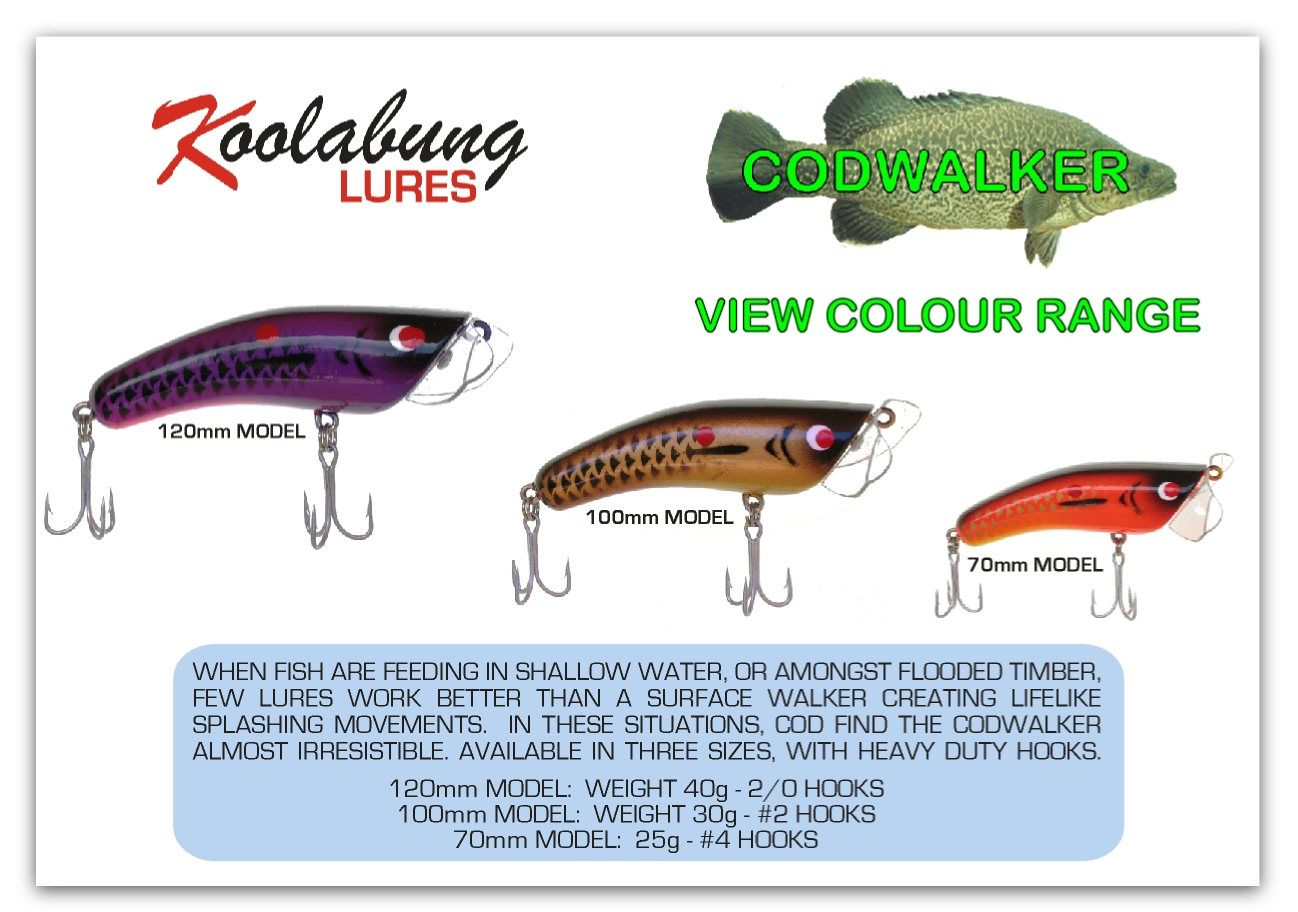 Koolabung
LURES
CODWALKER
VIEW COLOUR RANGE
120mm MODEL
100mm MODEL
70mm MODEL
WHEN FISH ARE FEEDING IN SHALLOW WATER, OR AMONGST FLOODED TIMBER,
FEW LURES WORK BETTER THAN A SURFACE WALKER CREATING LIFELIKE
SPLASHING MOVEMENTS. IN THESE SITUATIONS, COD FIND THE CODWALKER
ALMOST IRRESISTIBLE. AVAILABLE IN THREE SIZES, WITH HEAVY DUTY HOOKS.
120mm MODEL: WEIGHT 40g - 2/0 HOOKS
100mm MODEL: WEIGHT 30g - #2 HOOKS
70mm MODEL: 25g - #4 HOOKS